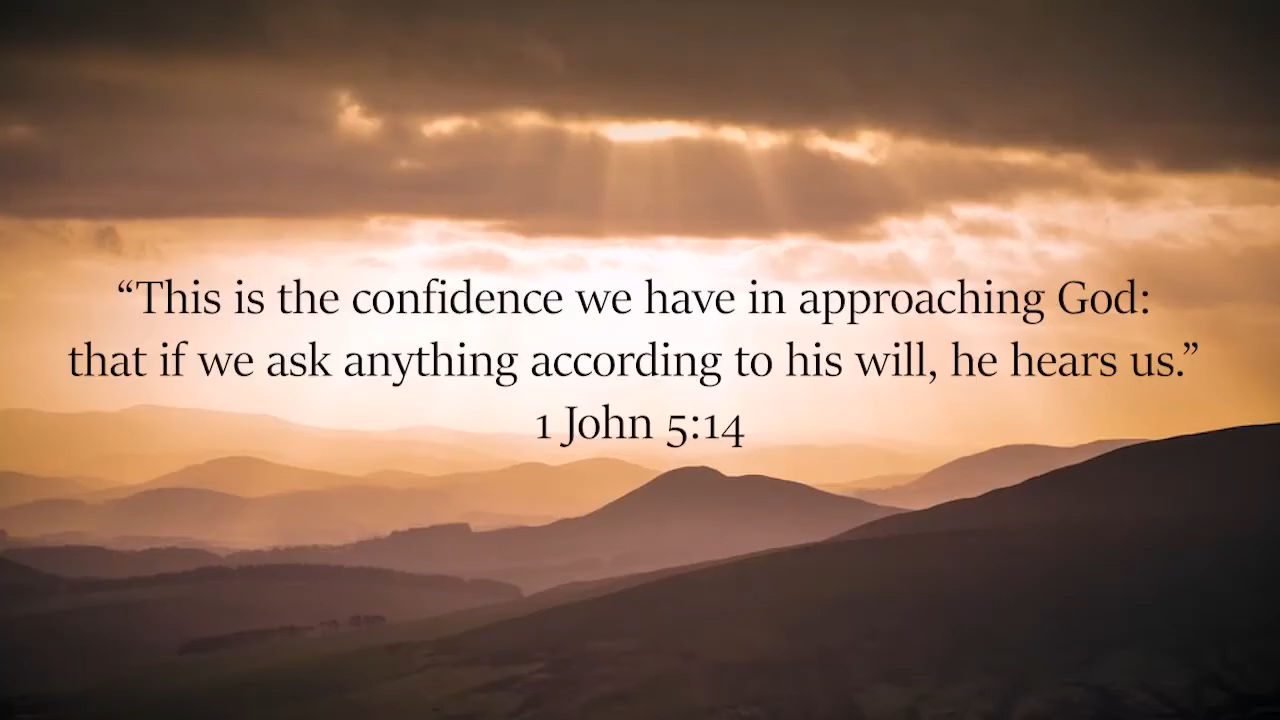 “This is the confidence we have in approaching God:
that if we ask anything according to his will, he hears us.”
1 John 5:14